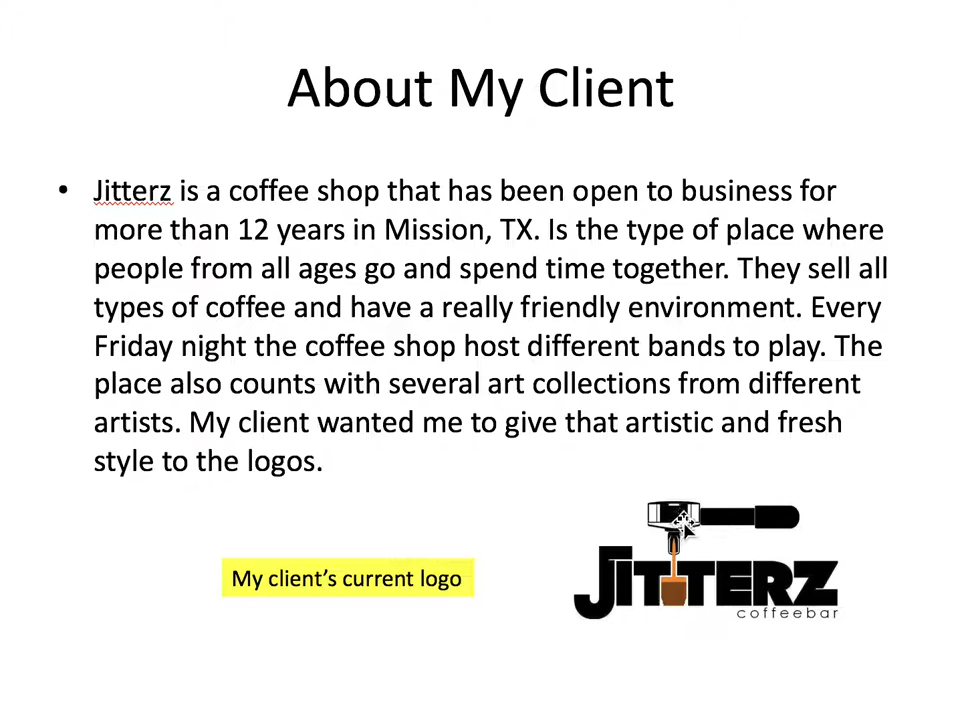 About My Client
• Jitterz is a coffee shop that has been open to business for
more than 12 years in Mission, TX. Is the type of place where
people from all ages go and spend time together. They sell all
types of coffee and have a really friendly environment. Every
Friday night the coffee shop host different bands to play. The
place also counts with several art collections from different
artists. My client wanted me to give that artistic and fresh
style to the logos.
My client’s current logo
JITTERZ
coffeebar